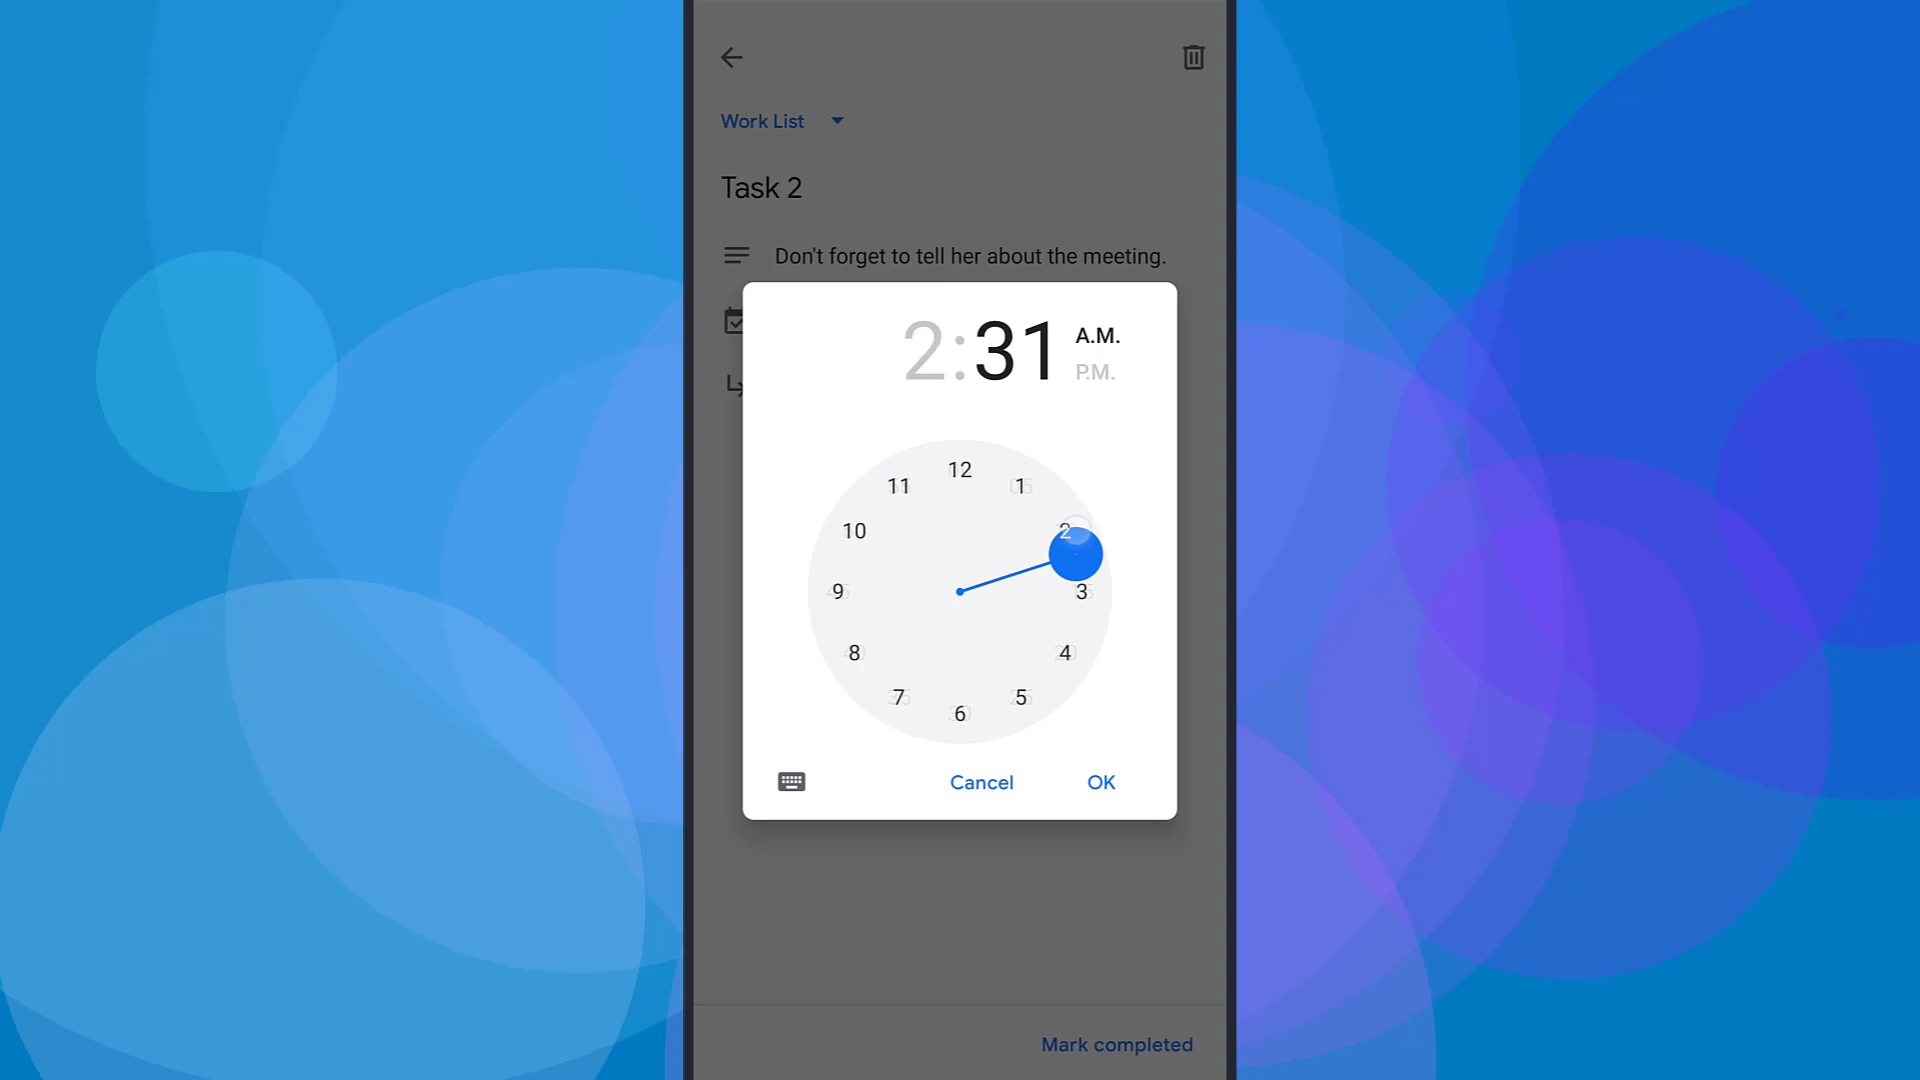 Work List
Task 2
Don't forget to tell her about the meeting.
2:31
A.M.
P.M.
12
11
1
10
2
9
3
8
4
7
5
6
Cancel
OK
Mark completed